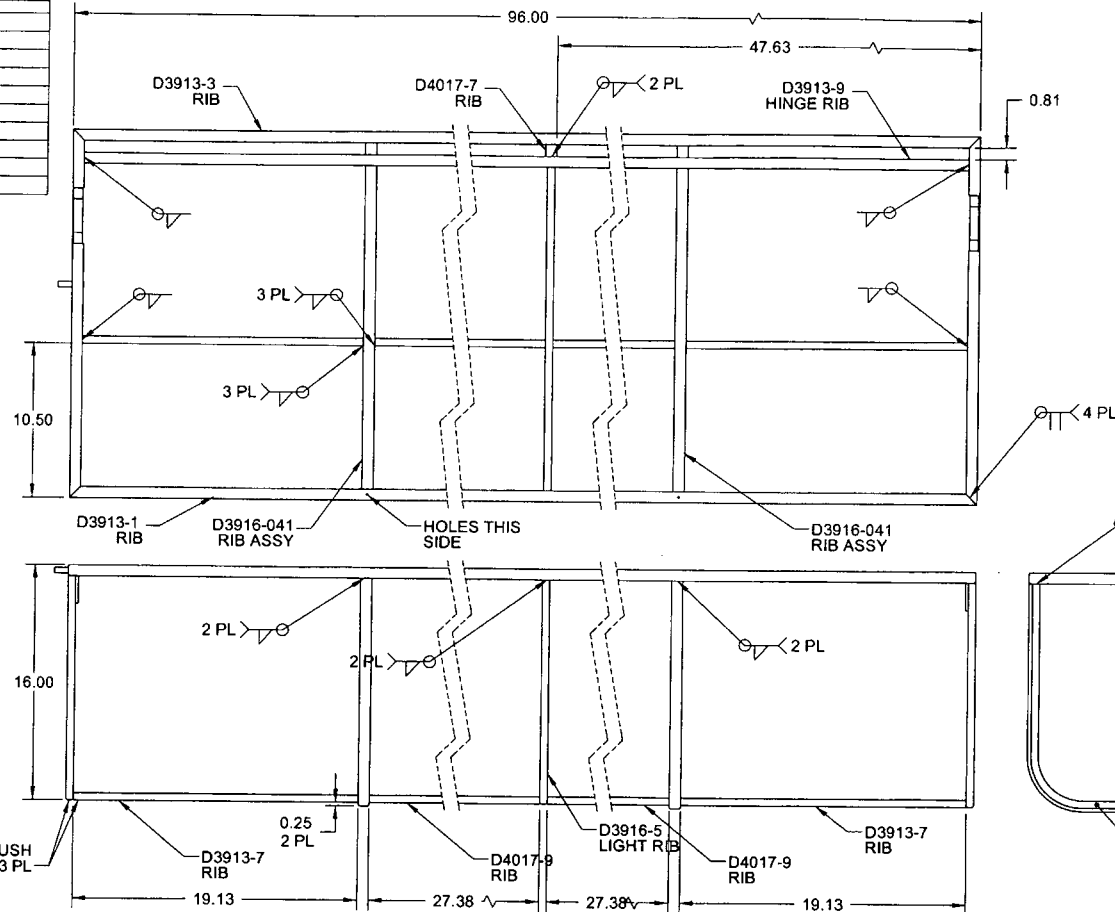 96.00
47.63
D3913-3
RIB
D4017-7
RIB
2 PL
D3913-9
HINGE RIB
0.81
3 PL
3 PL
10.50
4 PL
D3913-1
RIB
D3916-041
RIB ASSY
HOLES THIS
SIDE
D3916-041
RIB ASSY
2 PL
2 PL
2 PL
16.00
0.25
2 PL
USH
3 PL
D3913-7
RIB
D4017-9
RIB
D3916-5
LIGHT RIB
D4017-9
RIB
D3913-7
RIB
19.13
27.38
27.38
19.13